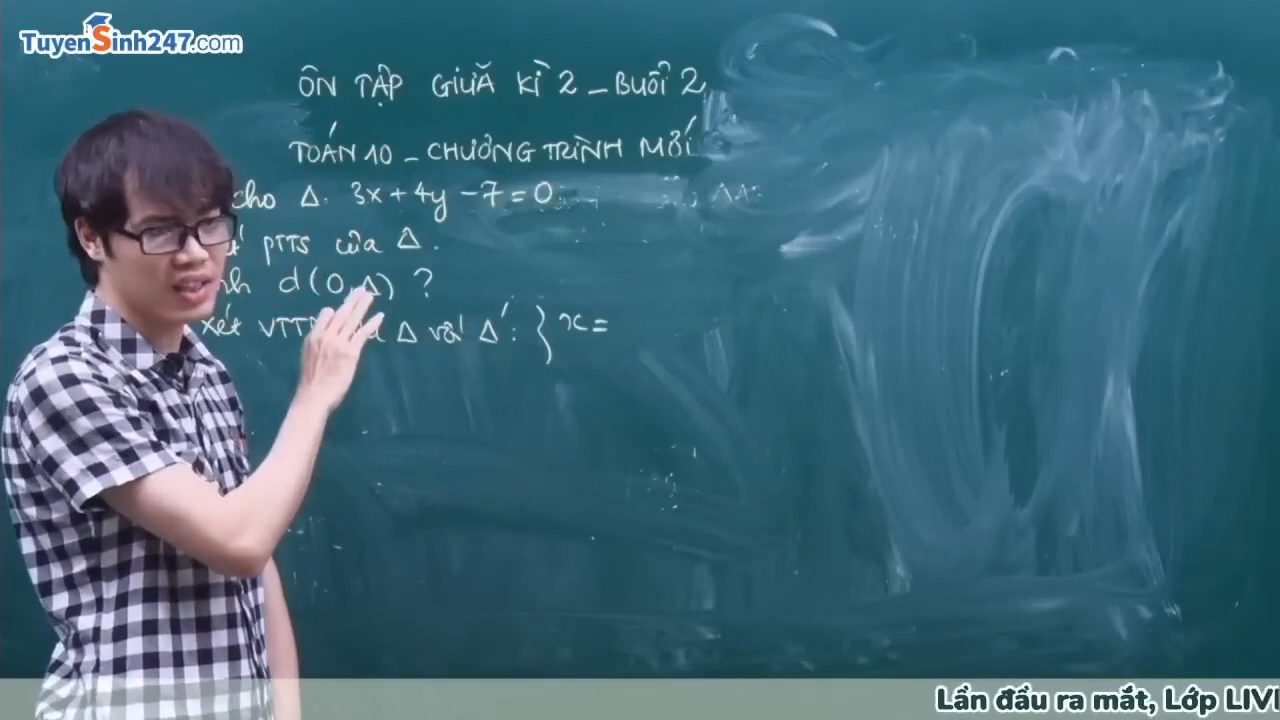 TuyenSinh247.com
ÔN TẬP GIỮA KÌ 2 - BUỔI 2
TOÁN 10 - CHƯƠNG TRÌNH MỚI
cho Δ: 3x + 4y - 7 = 0
PTTS của Δ.
d(O,Δ) ?
xét Δ với Δ': { x =
Lần đầu ra mắt, Lớp LIV